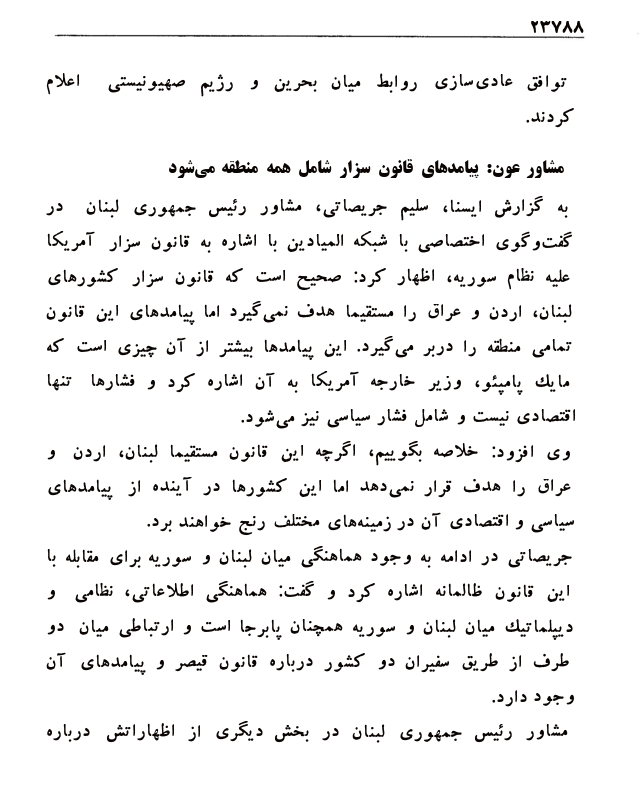 ۲۳۷۸۸
توافق عادی‌سازی روابط میان بحرین و رژیم صهیونیستی اعلام
کردند.
مشاور عون: پیامدهای قانون سزار شامل همه منطقه می‌شود
به گزارش ایسنا، سلیم جریصاتی، مشاور رئیس جمهوری لبنان در
گفت‌وگوی اختصاصی با شبکه المیادین با اشاره به قانون سزار آمریکا
علیه نظام سوریه، اظهار کرد: صحیح است که قانون سزار کشورهای
لبنان، اردن و عراق را مستقیما هدف نمی‌گیرد اما پیامدهای این قانون
تمامی منطقه را دربر می‌گیرد. این پیامدها بیشتر از آن چیزی است که
مایك پامپئو، وزیر خارجه آمریکا به آن اشاره کرد و فشارها تنها
اقتصادی نیست و شامل فشار سیاسی نیز می‌شود.
وی افزود: خلاصه بگوییم، اگرچه این قانون مستقیما لبنان، اردن و
عراق را هدف قرار نمی‌دهد اما این کشورها در آینده از پیامدهای
سیاسی و اقتصادی آن در زمینه‌های مختلف رنج خواهند برد.
جریصاتی در ادامه به وجود هماهنگی میان لبنان و سوریه برای مقابله با
این قانون ظالمانه اشاره کرد و گفت: هماهنگی اطلاعاتی، نظامی و
دیپلماتیك میان لبنان و سوریه همچنان پابرجا است و ارتباطی میان دو
طرف از طریق سفیران دو کشور درباره قانون قیصر و پیامدهای آن
وجود دارد.
مشاور رئیس جمهوری لبنان در بخش دیگری از اظهاراتش درباره